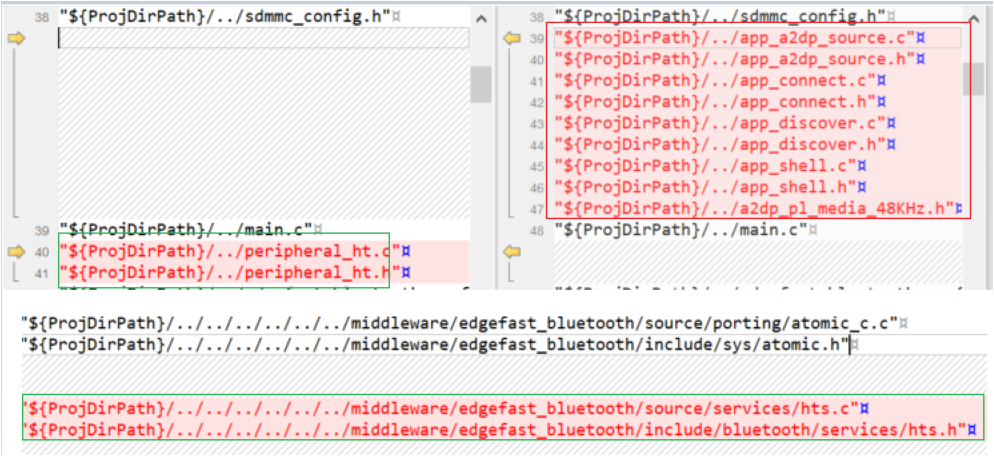 38 "${ProjDirPath}/../sdmmc_config.h"¤
39 "${ProjDirPath}/../main.c"¤
40 "${ProjDirPath}/../peripheral_ht.c"¤
41 "${ProjDirPath}/../peripheral_ht.h"¤
38 "${ProjDirPath}/../sdmmc_config.h"¤
39 "${ProjDirPath}/../app_a2dp_source.c"¤
40 "${ProjDirPath}/../app_a2dp_source.h"¤
41 "${ProjDirPath}/../app_connect.c"¤
42 "${ProjDirPath}/../app_connect.h"¤
43 "${ProjDirPath}/../app_discover.c"¤
44 "${ProjDirPath}/../app_discover.h"¤
45 "${ProjDirPath}/../app_shell.c"¤
46 "${ProjDirPath}/../app_shell.h"¤
47 "${ProjDirPath}/../a2dp_pl_media_48KHz.h"¤
48 "${ProjDirPath}/../main.c"¤
"${ProjDirPath}/../../../../../../middleware/edgefast_bluetooth/source/porting/atomic_c.c"¤
"${ProjDirPath}/../../../../../../middleware/edgefast_bluetooth/include/sys/atomic.h"¤
"${ProjDirPath}/../../../../../../middleware/edgefast_bluetooth/source/services/hts.c"¤
"${ProjDirPath}/../../../../../../middleware/edgefast_bluetooth/include/bluetooth/services/hts.h"¤